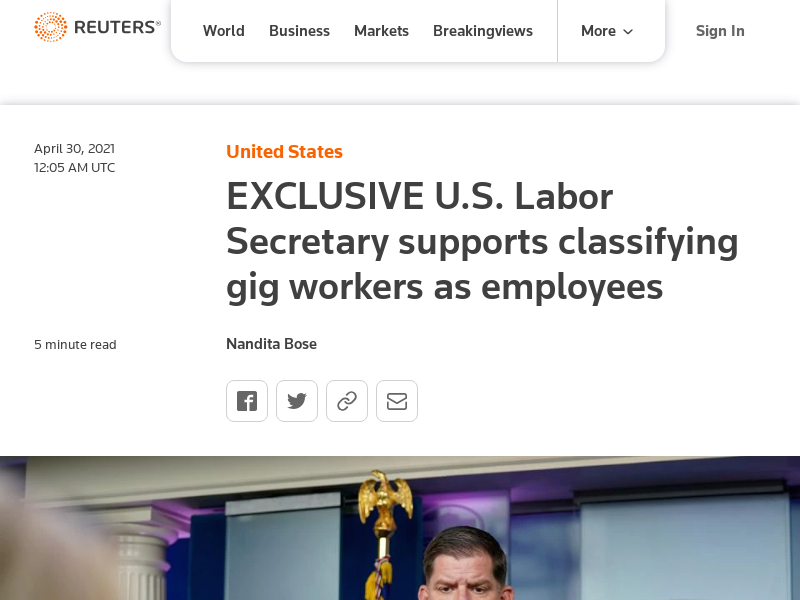 REUTERS®
World Business Markets Breakingviews More Sign In
April 30, 2021
12:05 AM UTC
United States
EXCLUSIVE U.S. Labor
Secretary supports classifying
gig workers as employees
5 minute read
Nandita Bose